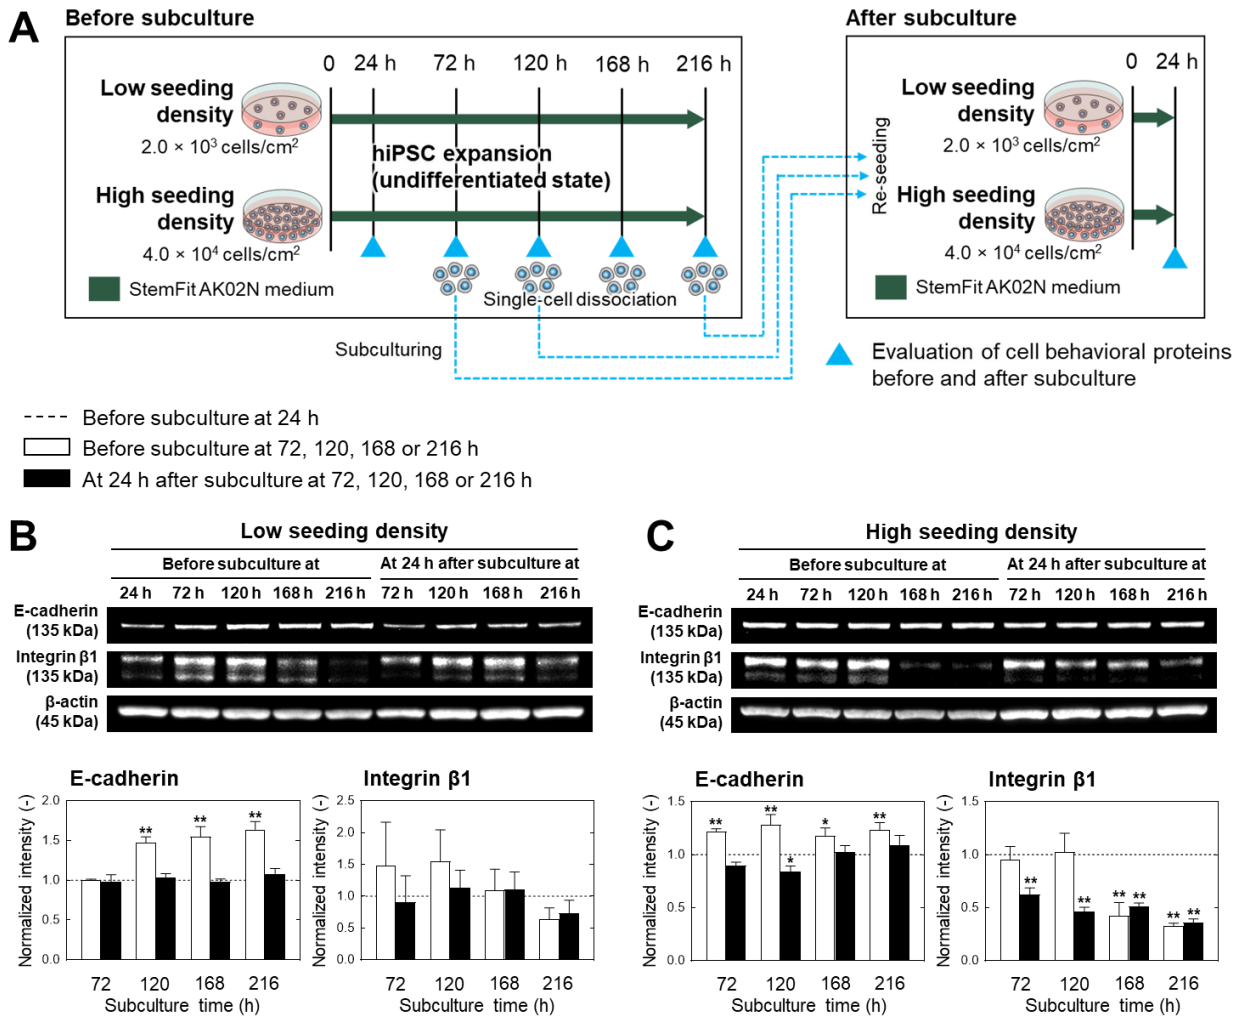 A
Before subculture
0 24 h 72 h 120 h 168 h 216 h
Low seeding
density
2.0 × 10³ cells/cm²
hiPSC expansion
(undifferentiated state)
High seeding
density
4.0 × 10⁴ cells/cm²
StemFit AK02N medium
Single-cell dissociation
Subculturing
Re-seeding
After subculture
0 24 h
Low seeding
density
2.0 × 10³ cells/cm²
High seeding
density
4.0 × 10⁴ cells/cm²
StemFit AK02N medium
Evaluation of cell behavioral proteins
before and after subculture
Before subculture at 24 h
Before subculture at 72, 120, 168 or 216 h
At 24 h after subculture at 72, 120, 168 or 216 h
B
Low seeding density
Before subculture at At 24 h after subculture at
24 h 72 h 120 h 168 h 216 h 72 h 120 h 168 h 216 h
E-cadherin
(135 kDa)
Integrin β1
(135 kDa)
β-actin
(45 kDa)
E-cadherin
Normalized intensity (-)
2.0
1.5
1.0
0.5
0.0
** ** **
72 120 168 216
Subculture time (h)
Integrin β1
Normalized intensity (-)
2.5
2.0
1.5
1.0
0.5
0.0
72 120 168 216
Subculture time (h)
C
High seeding density
Before subculture at At 24 h after subculture at
24 h 72 h 120 h 168 h 216 h 72 h 120 h 168 h 216 h
E-cadherin
(135 kDa)
Integrin β1
(135 kDa)
β-actin
(45 kDa)
E-cadherin
Normalized intensity (-)
1.5
1.0
0.5
0.0
** ** * * **
72 120 168 216
Subculture time (h)
Integrin β1
Normalized intensity (-)
1.5
1.0
0.5
0.0
** ** ** ** ** **
72 120 168 216
Subculture time (h)